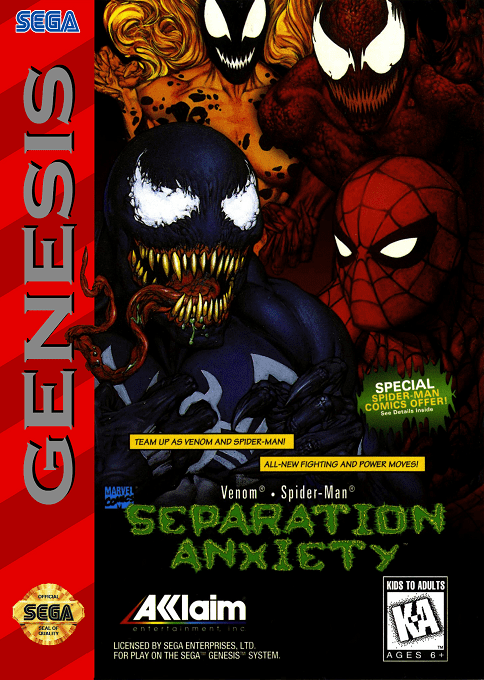 SEGA
GENESIS
SPECIAL
SPIDER-MAN
COMICS OFFER!
See Details Inside
TEAM UP AS VENOM AND SPIDER-MAN!
ALL-NEW FIGHTING AND POWER MOVES!
MARVEL
Venom® • Spider-Man®
SEPARATION
ANXIETY™
OFFICIAL
SEGA
SEAL OF
QUALITY
AKlaim
entertainment inc.
LICENSED BY SEGA ENTERPRISES, LTD.
FOR PLAY ON THE SEGA™ GENESIS™ SYSTEM.
KIDS TO ADULTS
K-A
AGES 6+